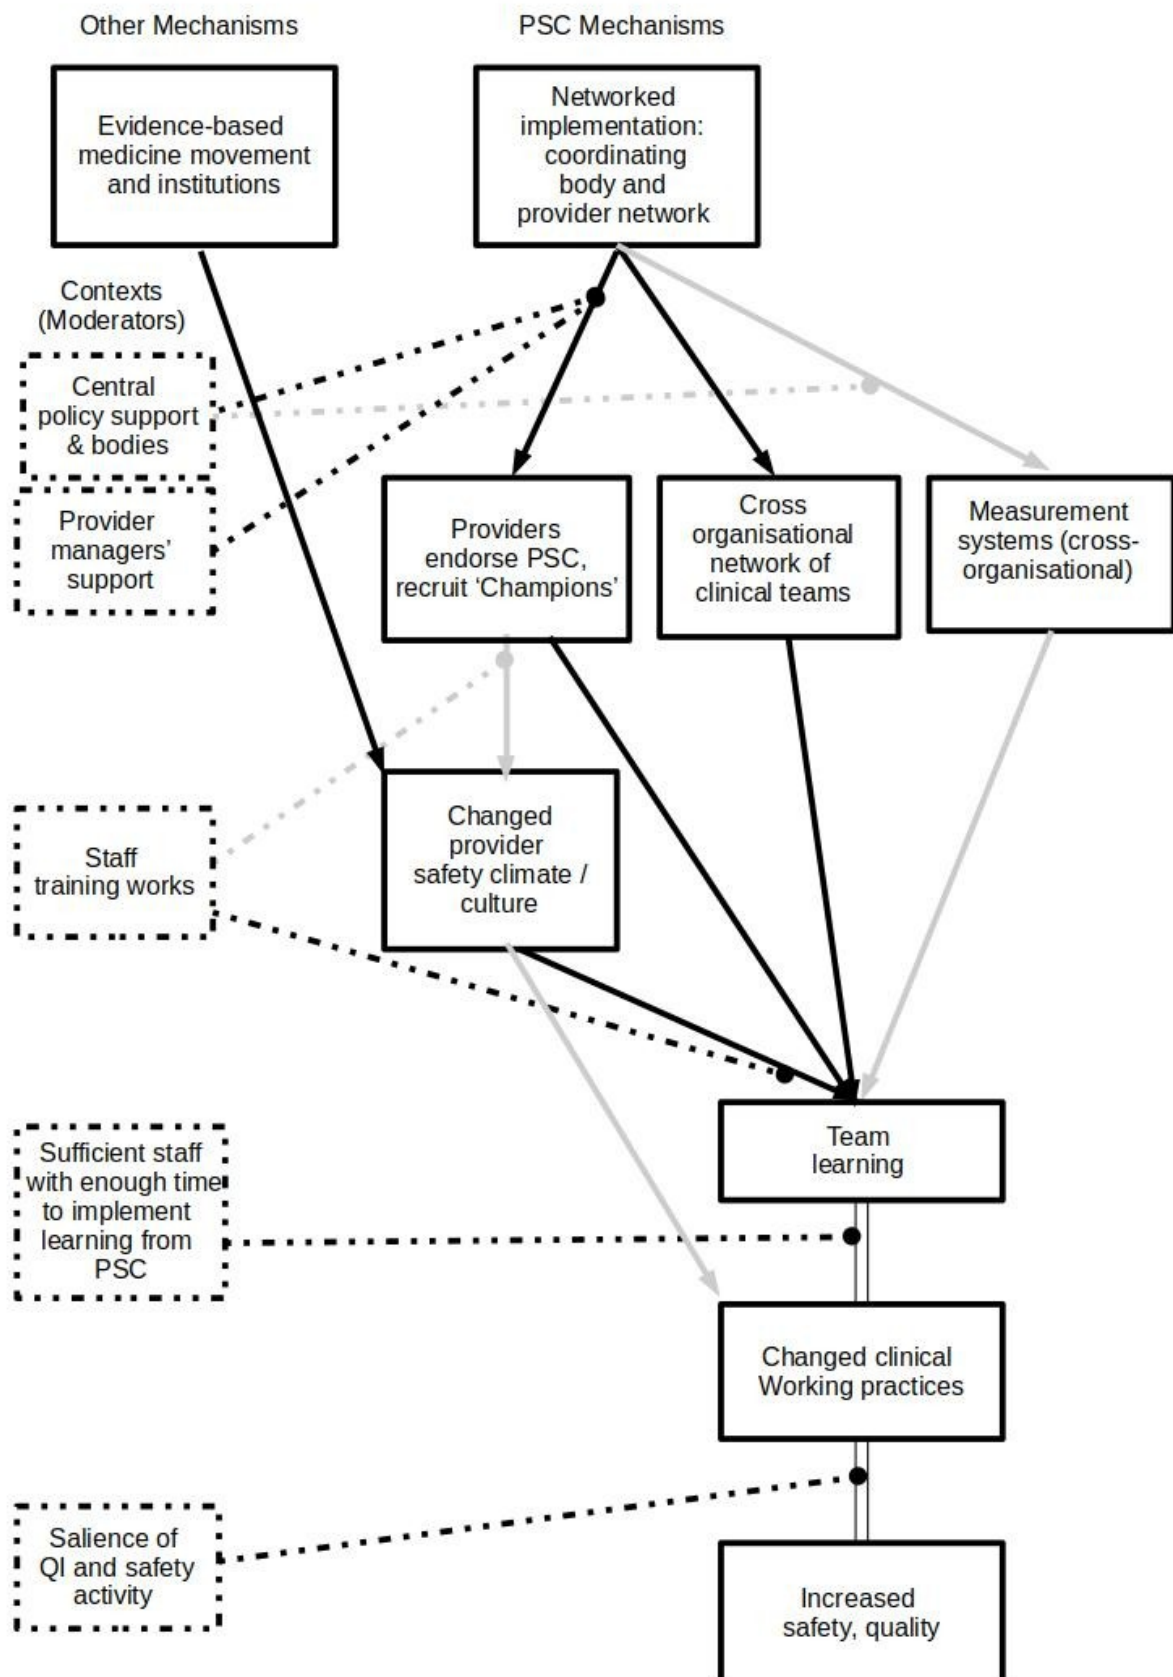 Other Mechanisms
PSC Mechanisms
Evidence-based
medicine movement
and institutions
Networked
implementation:
coordinating
body and
provider network
Contexts
(Moderators)
Central
policy support
& bodies
Provider
managers’
support
Providers
endorse PSC,
recruit ‘Champions’
Cross
organisational
network of
clinical teams
Measurement
systems (cross-
organisational)
Staff
training works
Changed
provider
safety climate /
culture
Team
learning
Sufficient staff
with enough time
to implement
learning from
PSC
Changed clinical
Working practices
Salience of
QI and safety
activity
Increased
safety, quality